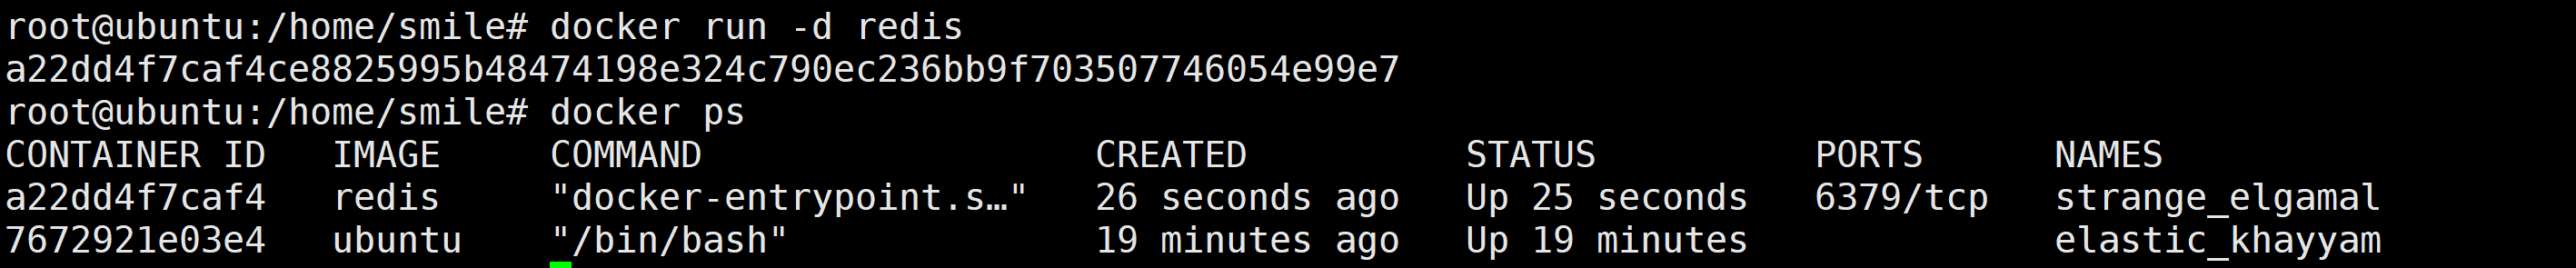 root@ubuntu:/home/smile# docker run -d redis
a22dd4f7caf4ce8825995b48474198e324c790ec236bb9f703507746054e99e7
root@ubuntu:/home/smile# docker ps
CONTAINER ID   IMAGE     COMMAND                  CREATED          STATUS          PORTS      NAMES
a22dd4f7caf4   redis     "docker-entrypoint.s…"   26 seconds ago   Up 25 seconds   6379/tcp   strange_elgamal
7672921e03e4   ubuntu    "/bin/bash"              19 minutes ago   Up 19 minutes              elastic_khayyam